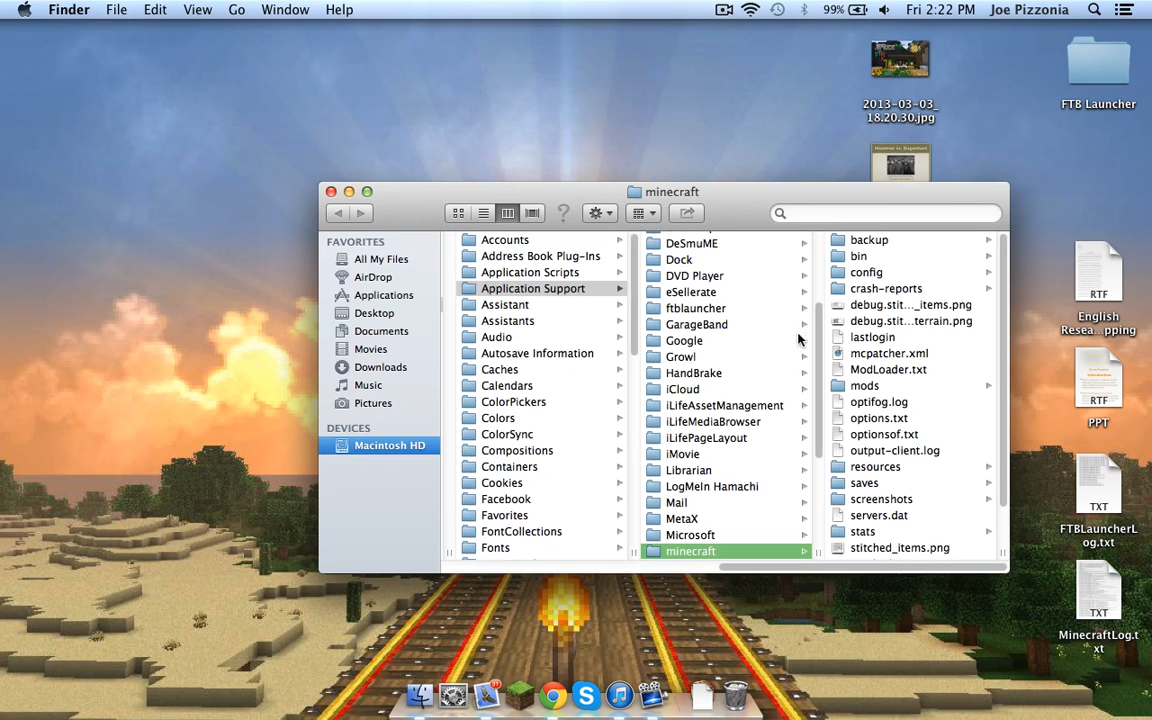 Finder File Edit View Go Window Help 99% Fri 2:22 PM Joe Pizzonia
2013-03-03_
18.20.30.jpg
FTB Launcher
minecraft
FAVORITES
All My Files
AirDrop
Applications
Desktop
Documents
Movies
Downloads
Music
Pictures
DEVICES
Macintosh HD
Accounts
Address Book Plug-Ins
Application Scripts
Application Support
Assistant
Assistants
Audio
Autosave Information
Caches
Calendars
ColorPickers
Colors
ColorSync
Compositions
Containers
Cookies
Facebook
Favorites
FontCollections
Fonts
DeSmuME
Dock
DVD Player
eSellerate
ftblauncher
GarageBand
Google
Growl
HandBrake
iCloud
iLifeAssetManagement
iLifeMediaBrowser
iLifePageLayout
iMovie
Librarian
LogMeIn Hamachi
Mail
MetaX
Microsoft
minecraft
backup
bin
config
crash-reports
debug.stit..._items.png
debug.stit...terrain.png
lastlogin
mcpatcher.xml
ModLoader.txt
mods
optifog.log
options.txt
optionsof.txt
output-client.log
resources
saves
screenshots
servers.dat
stats
stitched_items.png
RTF
English
Resea...pping
RTF
PPT
TXT
FTBLauncherL
og.txt
TXT
MinecraftLog.t
xt